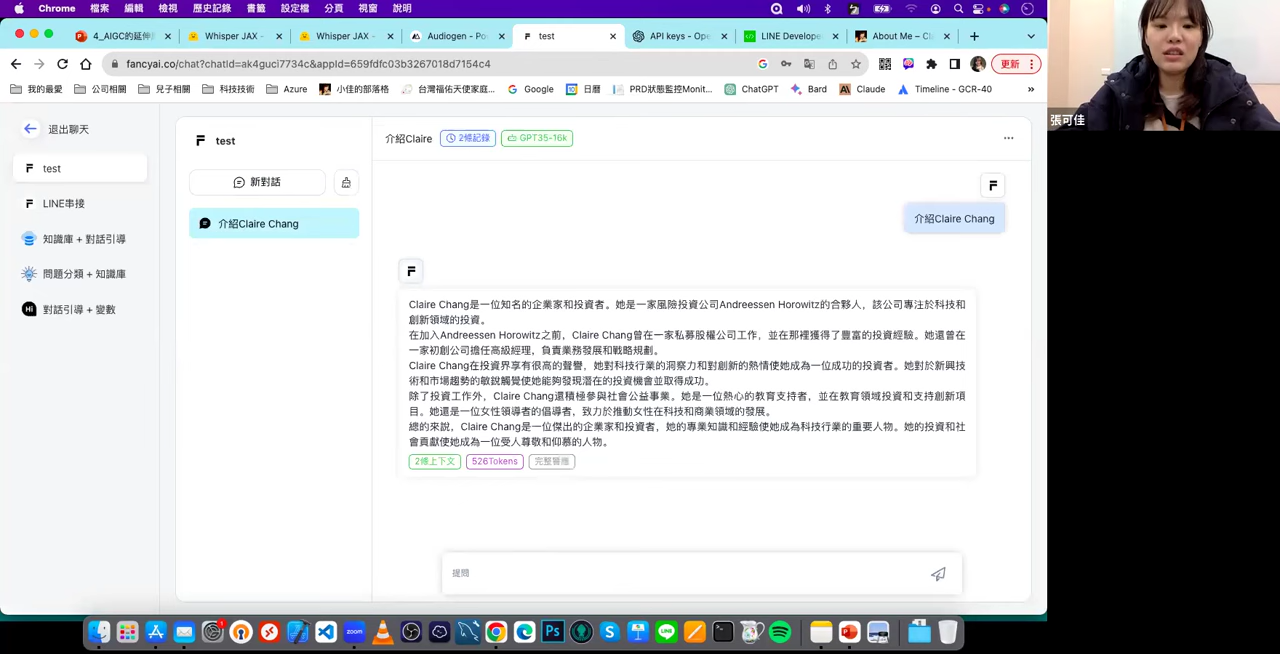 Chrome 檔案 編輯 檢視 歷史記錄 書籤 設定檔 分頁 視窗 說明
4_AIGC的延伸
Whisper JAX -
Whisper JAX -
Audiogen - Po
test
API keys - Ope
LINE Develope
About Me – Cl
fancyai.co/chat?chatId=ak4guci7734c&appId=659fdfc03b3267018d7154c4
更新
我的最愛 公司相關 兒子相關 科技技術 Azure 小佳的部落格 台灣福佑天使家庭... Google 日曆 PRD狀態監控Monit... ChatGPT Bard Claude Timeline - GCR-40 »
退出聊天
test
LINE串接
知識庫 + 對話引導
問題分類 + 知識庫
對話引導 + 變數
test
新對話
介紹Claire Chang
介紹Claire 2條記錄 GPT35-16k
介紹Claire Chang
Claire Chang是一位知名的企業家和投資者。她是一家風險投資公司Andreessen Horowitz的合夥人，該公司專注於科技和
創新領域的投資。
在加入Andreessen Horowitz之前，Claire Chang曾在一家私募股權公司工作，並在那裡獲得了豐富的投資經驗。她還曾在
一家初創公司擔任高級經理，負責業務發展和戰略規劃。
Claire Chang在投資界享有很高的聲譽，她對科技行業的洞察力和對創新的熱情使她成為一位成功的投資者。她對於新興技
術和市場趨勢的敏銳觸覺使她能夠發現潛在的投資機會並取得成功。
除了投資工作外，Claire Chang還積極參與社會公益事業。她是一位熱心的教育支持者，並在教育領域投資和支持創新項
目。她還是一位女性領導者的倡導者，致力於推動女性在科技和商業領域的發展。
總的來說，Claire Chang是一位傑出的企業家和投資者，她的專業知識和經驗使她成為科技行業的重要人物。她的投資和社
會貢獻使她成為一位受人尊敬和仰慕的人物。
2條上下文 526Tokens 完整響應
提問
張可佳